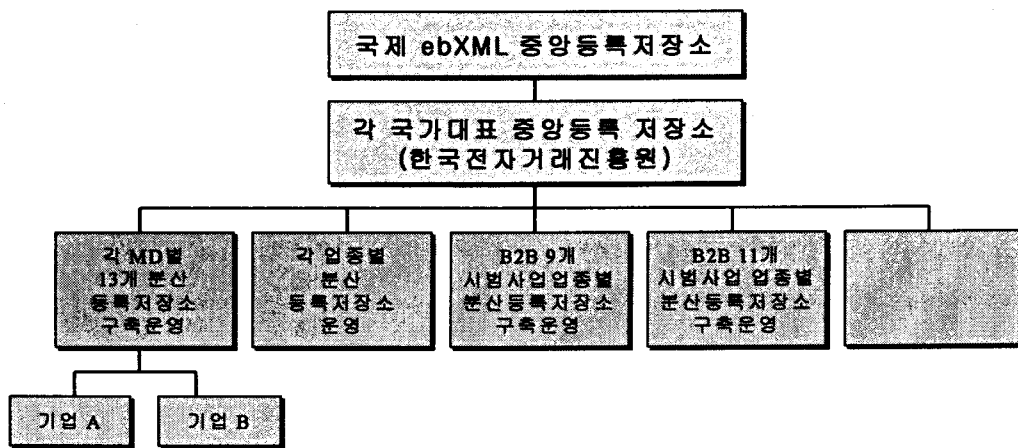 국제 ebXML 중앙등록저장소
각 국가대표 중앙등록 저장소
(한국전자거래진흥원)
각 MD별
13개 분산
등록저장소
구축운영
각 업종별
분산
등록저장소
운영
B2B 9개
시범사업업종별
분산등록저장소
구축운영
B2B 11개
시범사업 업종별
분산등록저장소
구축운영
기업 A
기업 B